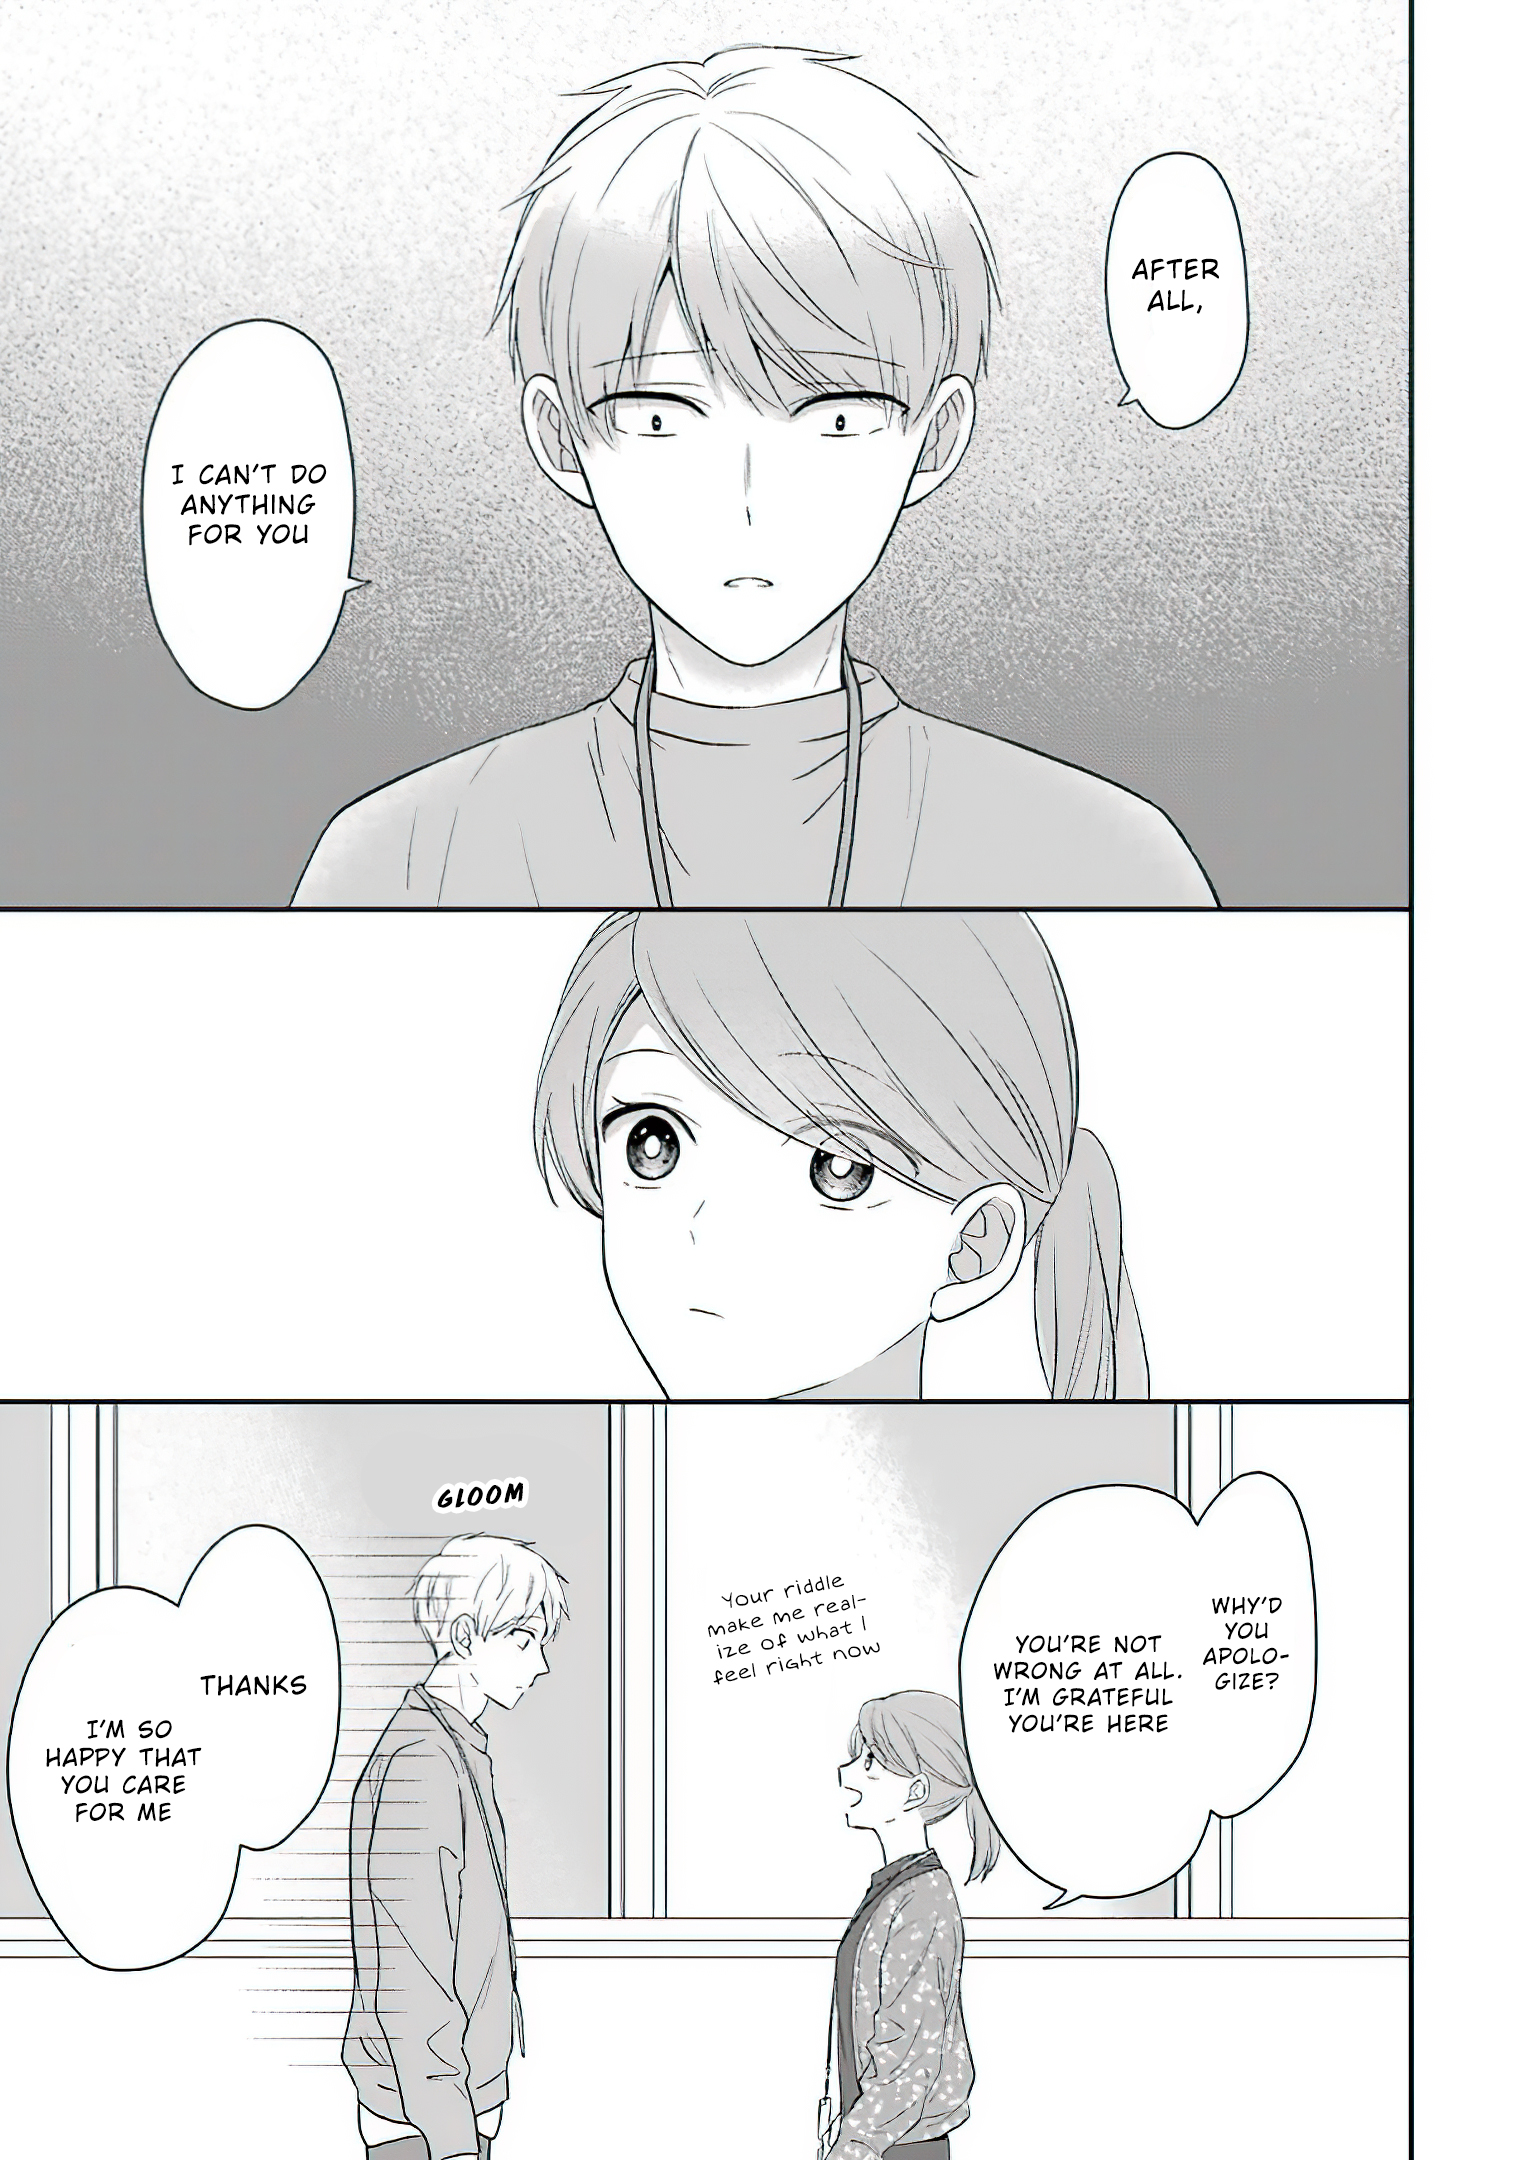 AFTER
ALL,
I CAN'T DO
ANYTHING
FOR YOU
WHY'D
YOU
APOLO-
GIZE?
YOU'RE NOT
WRONG AT ALL.
I'M GRATEFUL
YOU'RE HERE
Your riddle
make me real-
ize of what I
feel right now
GLOOM
THANKS
I'M SO
HAPPY THAT
YOU CARE
FOR ME